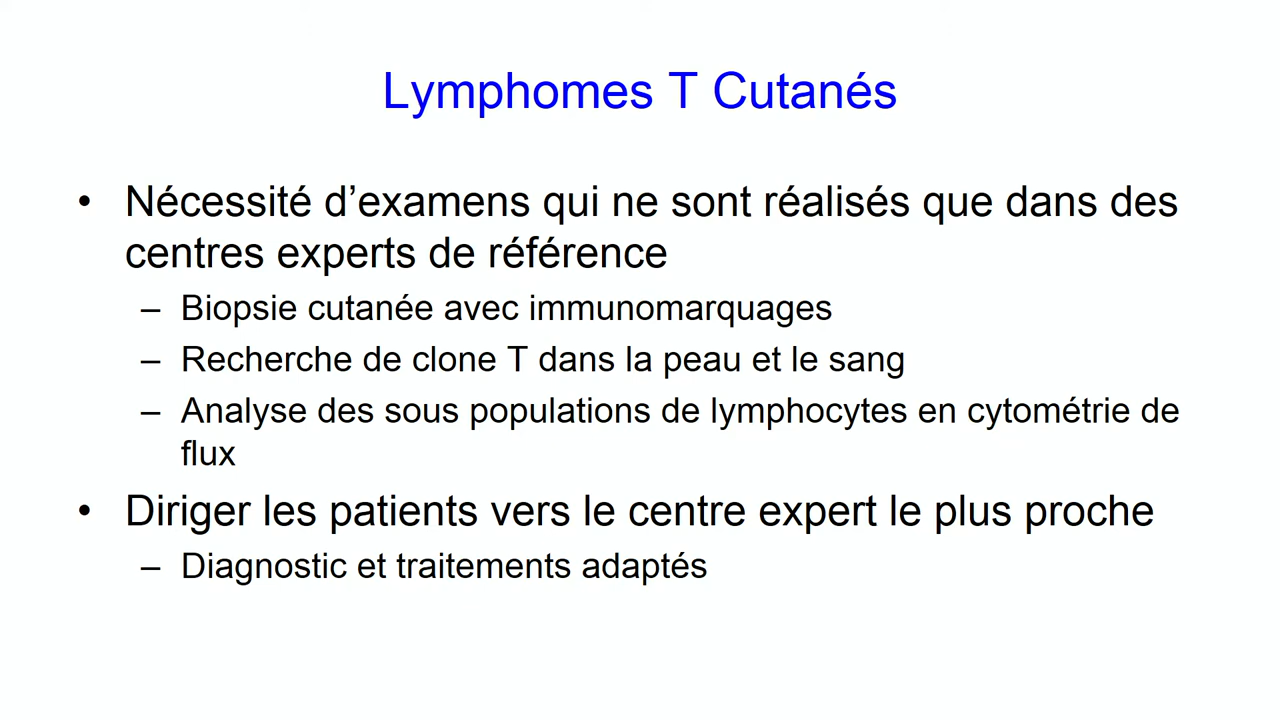 Lymphomes T Cutanés
• Nécessité d’examens qui ne sont réalisés que dans des
centres experts de référence
– Biopsie cutanée avec immunomarquages
– Recherche de clone T dans la peau et le sang
– Analyse des sous populations de lymphocytes en cytométrie de
flux
• Diriger les patients vers le centre expert le plus proche
– Diagnostic et traitements adaptés